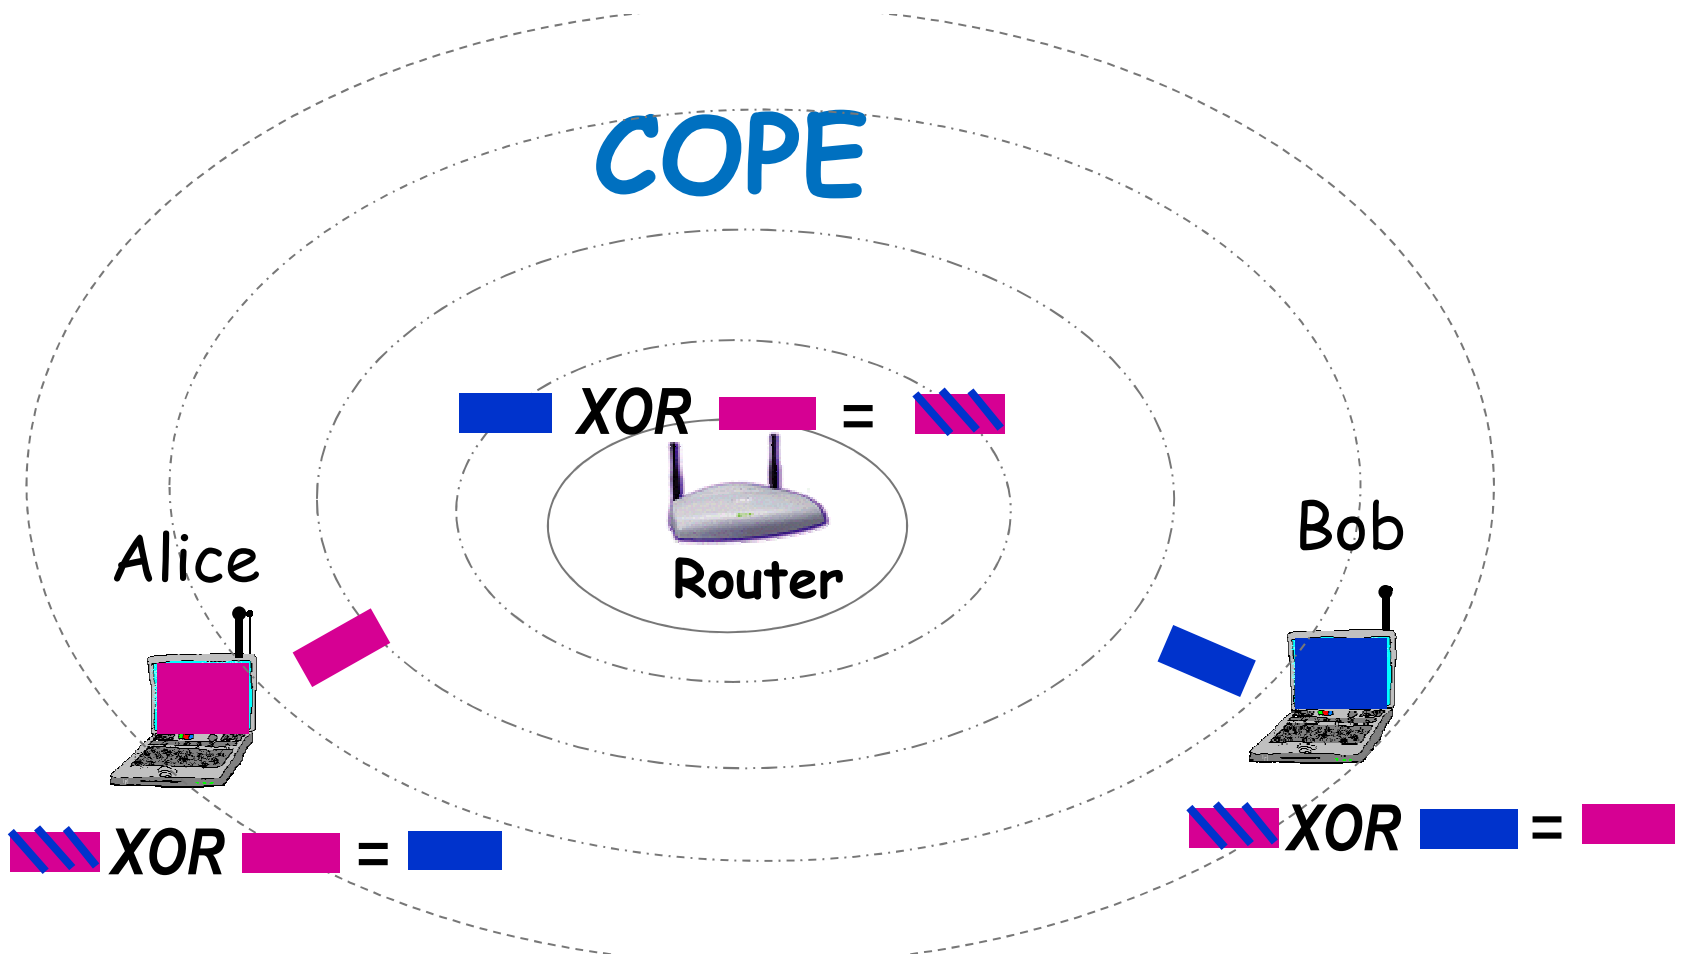 COPE
XOR =
Router
Alice
Bob
XOR =
XOR =